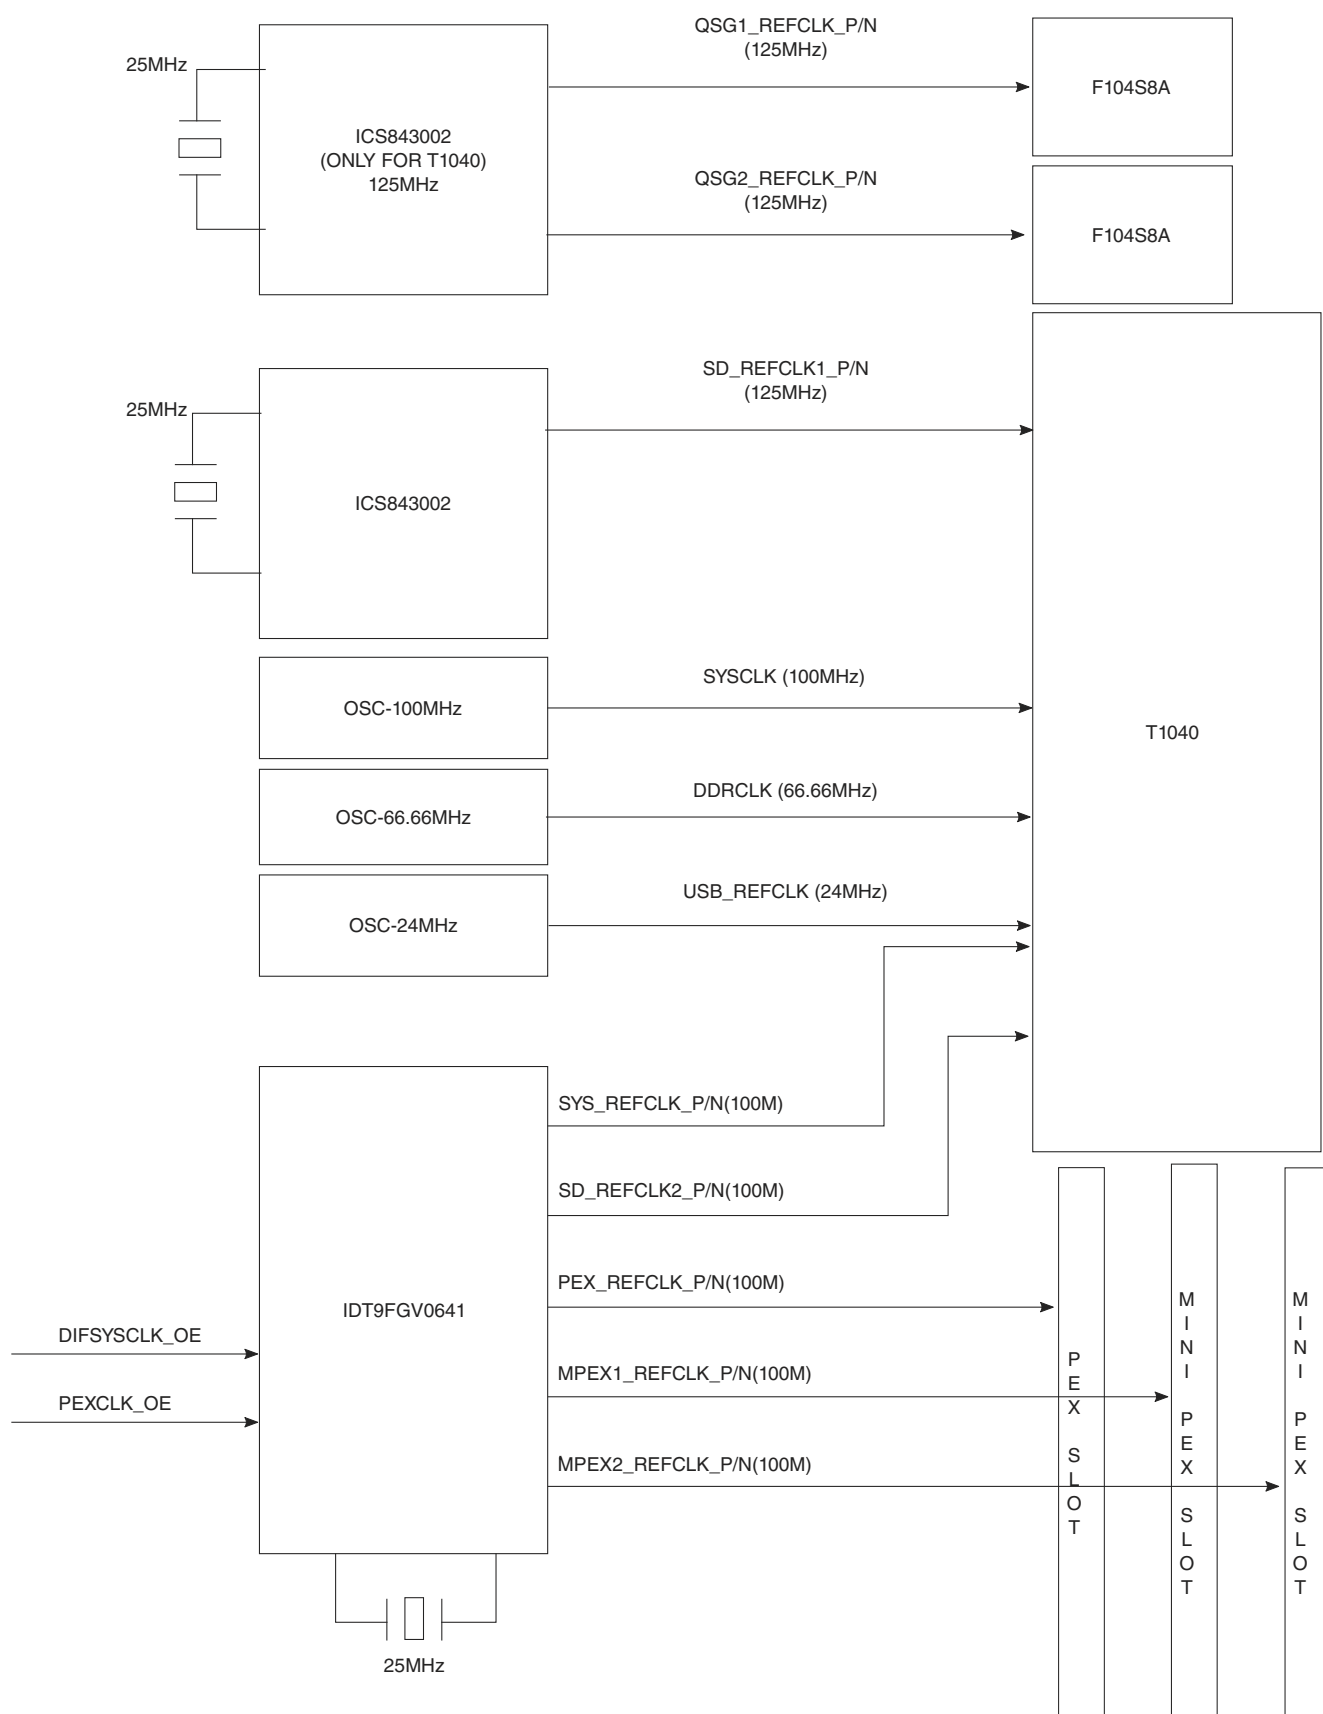 QSG1_REFCLK_P/N
(125MHz)
25MHz
F104S8A
ICS843002
(ONLY FOR T1040)
125MHz
QSG2_REFCLK_P/N
(125MHz)
F104S8A
SD_REFCLK1_P/N
(125MHz)
25MHz
ICS843002
SYSCLK (100MHz)
OSC-100MHz
T1040
DDRCLK (66.66MHz)
OSC-66.66MHz
USB_REFCLK (24MHz)
OSC-24MHz
SYS_REFCLK_P/N(100M)
SD_REFCLK2_P/N(100M)
PEX_REFCLK_P/N(100M)
IDT9FGV0641
DIFSYSCLK_OE
MPEX1_REFCLK_P/N(100M)
PEXCLK_OE
MPEX2_REFCLK_P/N(100M)
PEX SLOT
MINI PEX SLOT
MINI PEX SLOT
25MHz